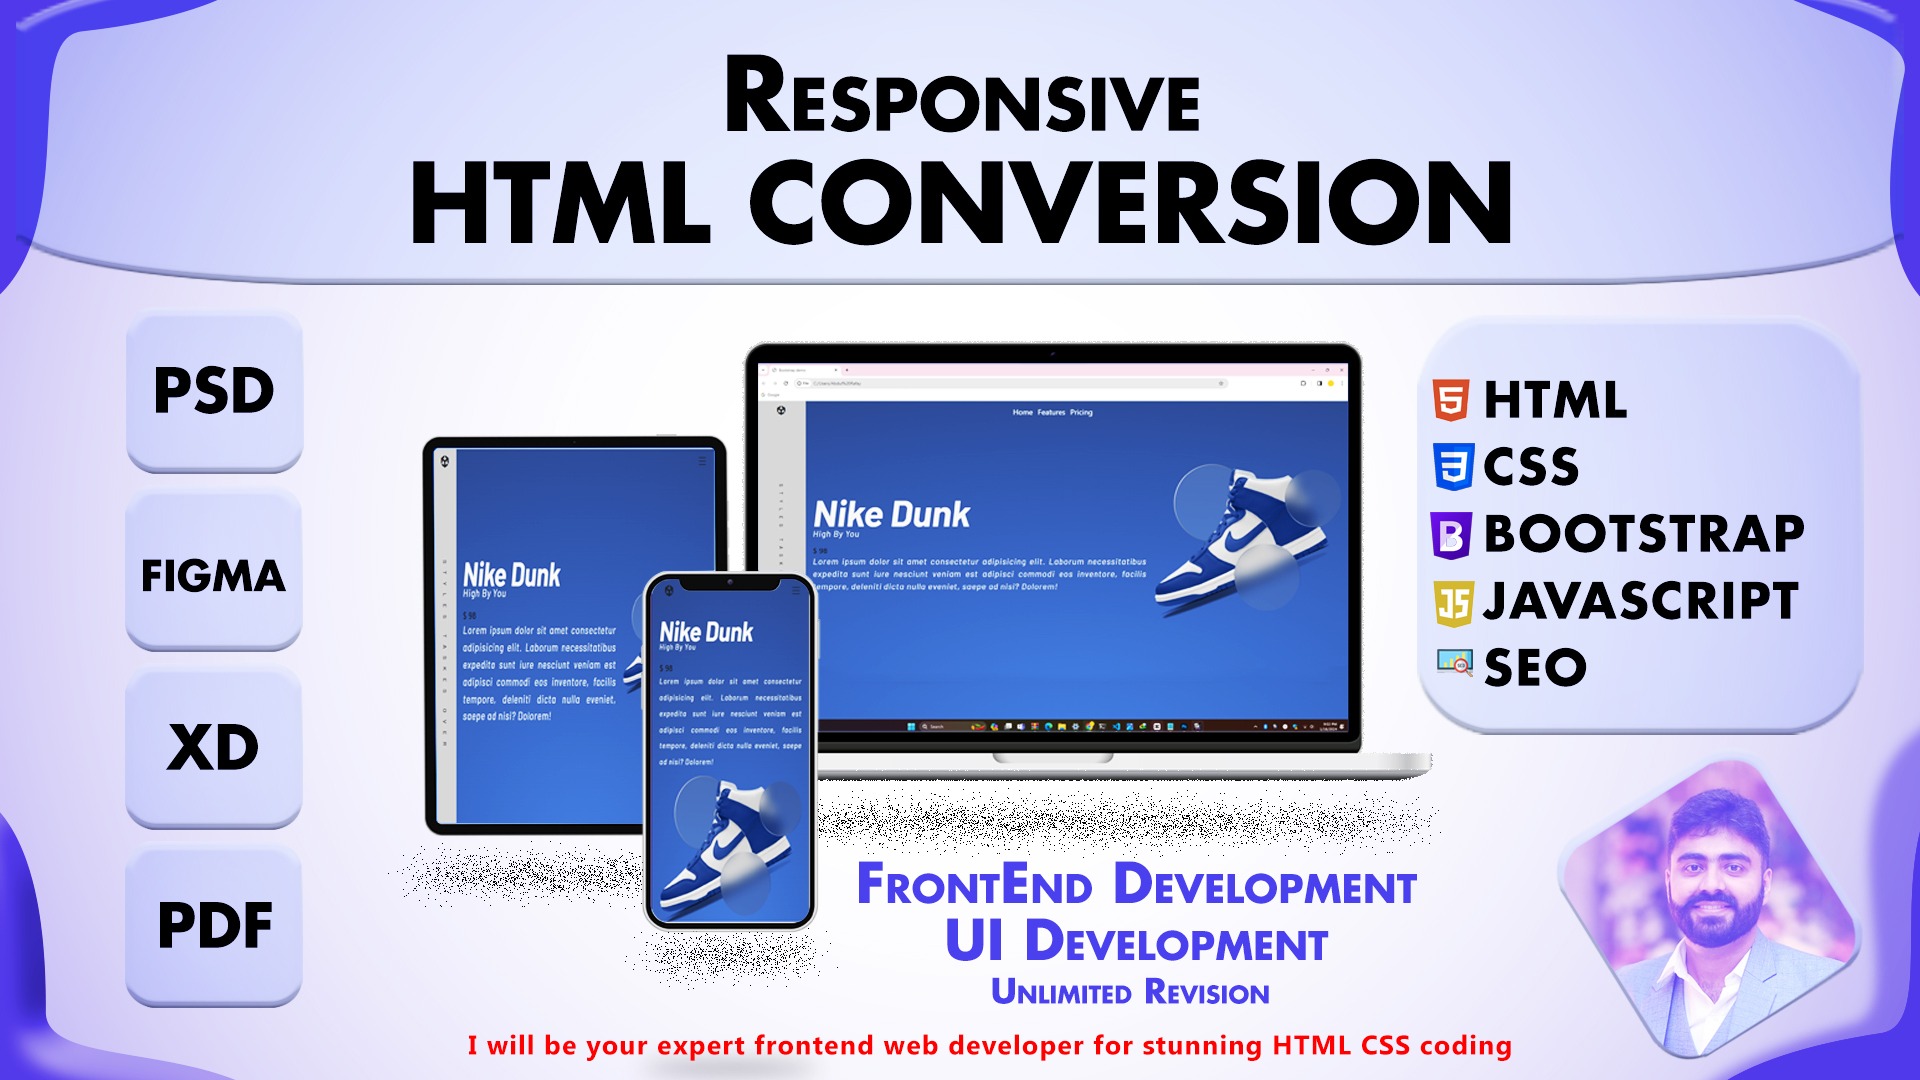 RESPONSIVE
HTML CONVERSION
PSD
FIGMA
XD
PDF
Nike Dunk
High By You
$ 98
Lorem ipsum dolor sit amet consectetur
adipisicing elit. Laborum necessitatibus
expedita sunt iure nesciunt veniam est
adipisci commodi eos inventore, facilis
tempore, deleniti dicta nulla eveniet,
saepe ad nisi? Dolorem!
Nike Dunk
High By You
$ 98
Lorem ipsum dolor sit amet consectetur
adipisicing elit. Laborum necessitatibus
expedita sunt iure nesciunt veniam est
adipisci commodi eos inventore, facilis
tempore, deleniti dicta nulla eveniet, saepe
ad nisi? Dolorem!
Home Features Pricing
Nike Dunk
High By You
$ 98
Lorem ipsum dolor sit amet consectetur adipisicing elit. Laborum necessitatibus
expedita sunt iure nesciunt veniam est adipisci commodi eos inventore, facilis
tempore, deleniti dicta nulla eveniet, saepe ad nisi? Dolorem!
Search
HTML
CSS
BOOTSTRAP
JAVASCRIPT
SEO
FRONTEND DEVELOPMENT
UI DEVELOPMENT
UNLIMITED REVISION
I will be your expert frontend web developer for stunning HTML CSS coding